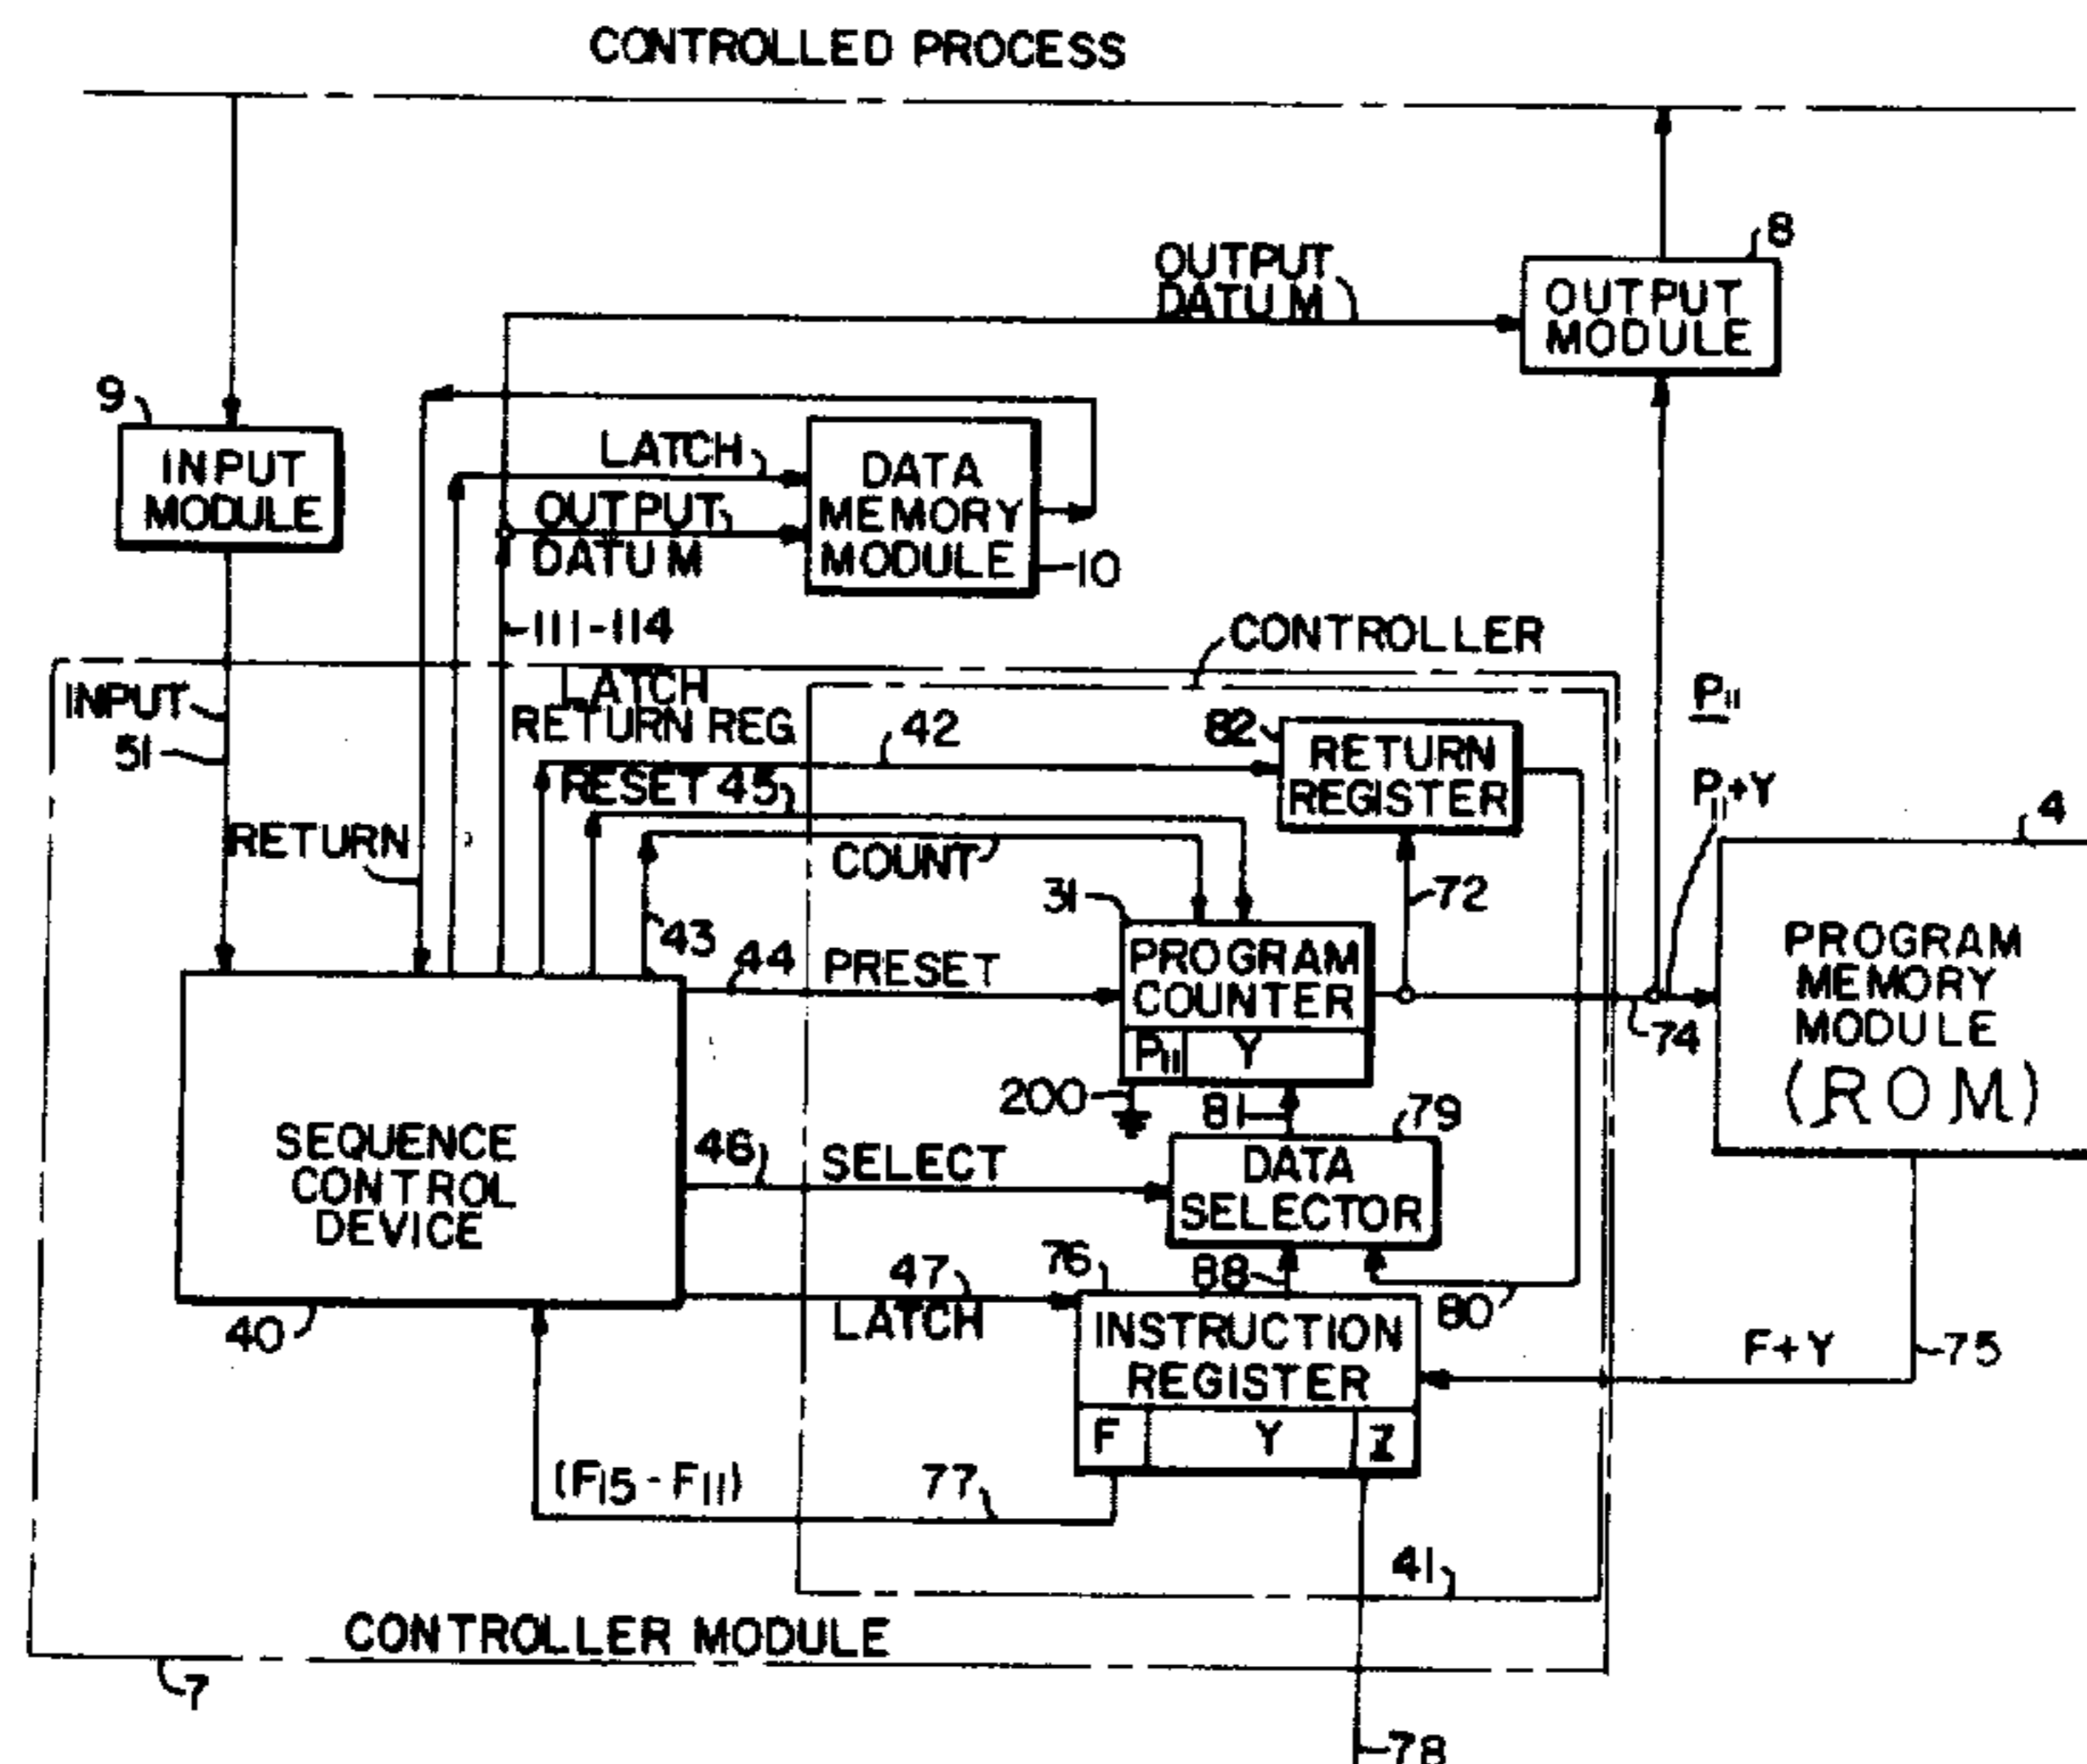 CONTROLLED PROCESS
8
OUTPUT
DATUM
OUTPUT
MODULE
9
INPUT
MODULE
LATCH
OUTPUT
DATUM
DATA
MEMORY
MODULE
10
111-114
CONTROLLER
INPUT
51
LATCH
RETURN REG.
42
82
RETURN
REGISTER
P11
P11+Y
4
RESET 45
RETURN
COUNT
43
31
72
44
PRESET
PROGRAM
COUNTER
P11
Y
74
PROGRAM
MEMORY
MODULE
(ROM)
200
81
79
46
SELECT
DATA
SELECTOR
SEQUENCE
CONTROL
DEVICE
40
47
LATCH
76
88
80
INSTRUCTION
REGISTER
F
Y
Z
F+Y
75
(F15-F11)
77
41
CONTROLLER MODULE
7
78